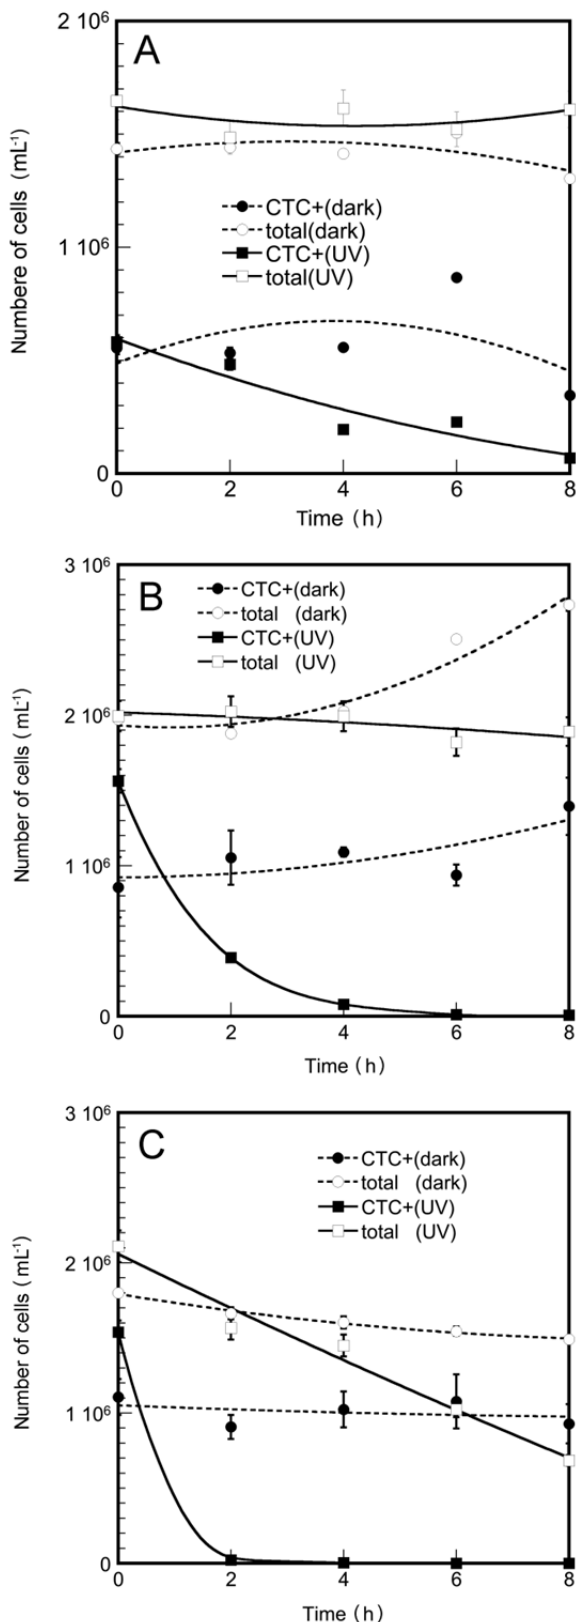 2 10⁶
A
Numbere of cells (mL⁻¹)
CTC+(dark)
total(dark)
1 10⁶
CTC+(UV)
total(UV)
0
0 2 4 6 8
Time (h)
3 10⁶
B
CTC+(dark)
total (dark)
CTC+(UV)
total (UV)
Number of cells (mL⁻¹)
2 10⁶
1 10⁶
0
0 2 4 6 8
Time (h)
3 10⁶
C
CTC+(dark)
total (dark)
CTC+(UV)
total (UV)
Number of cells (mL⁻¹)
2 10⁶
1 10⁶
0
0 2 4 6 8
Time (h)